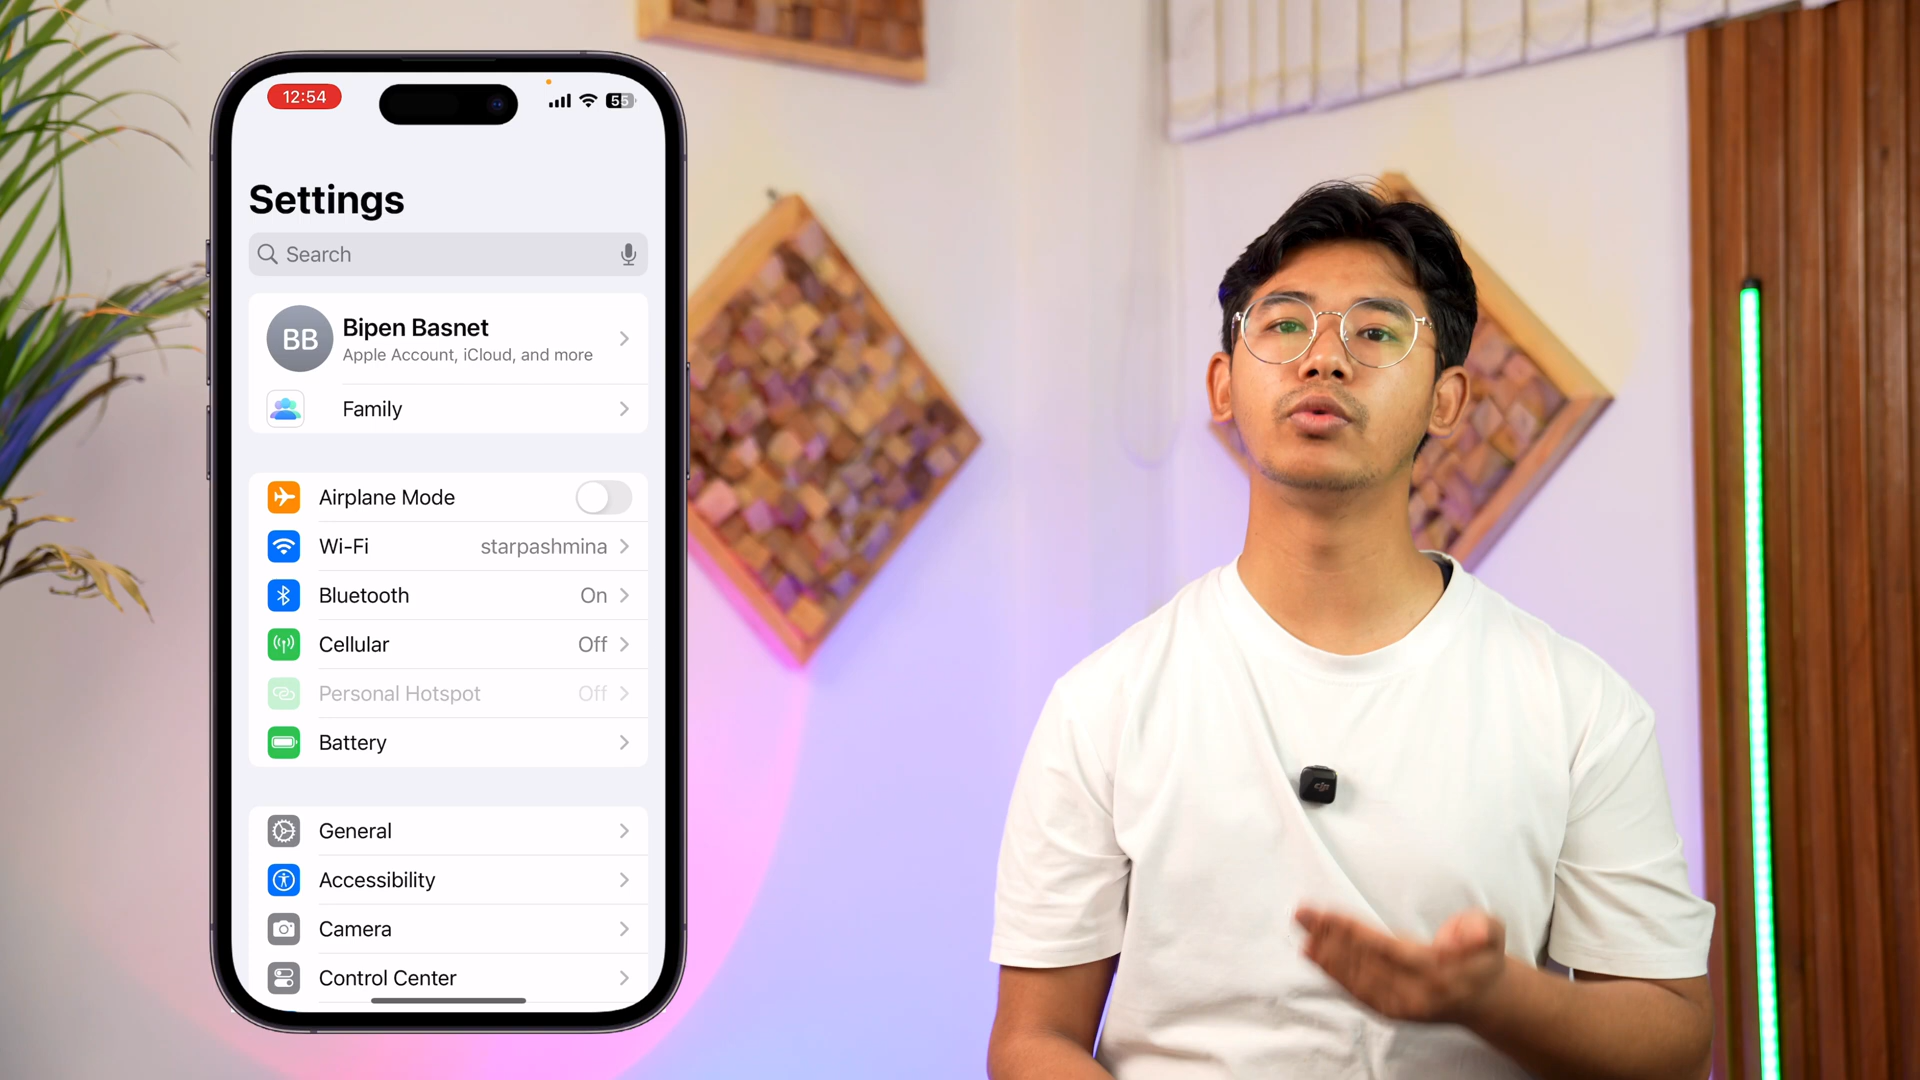 12:54
55
Settings
Search
BB
Bipen Basnet
Apple Account, iCloud, and more
Family
Airplane Mode
Wi-Fi starpashmina
Bluetooth On
Cellular Off
Personal Hotspot Off
Battery
General
Accessibility
Camera
Control Center
dji